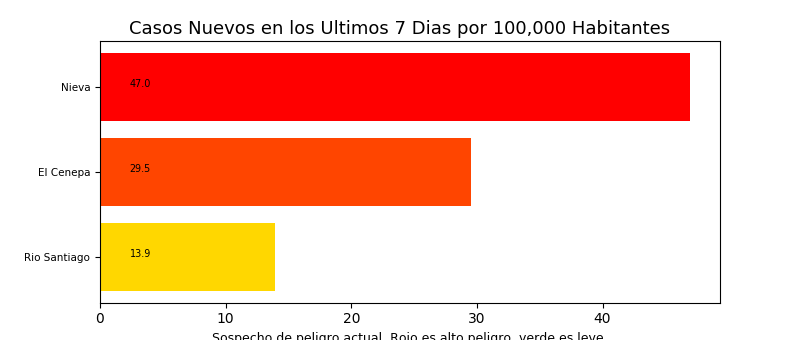 Casos Nuevos en los Ultimos 7 Dias por 100,000 Habitantes
Nieva
47.0
El Cenepa
29.5
Rio Santiago
13.9
0 10 20 30 40
Sospecho de peligro actual. Rojo es alto peligro, verde es leve